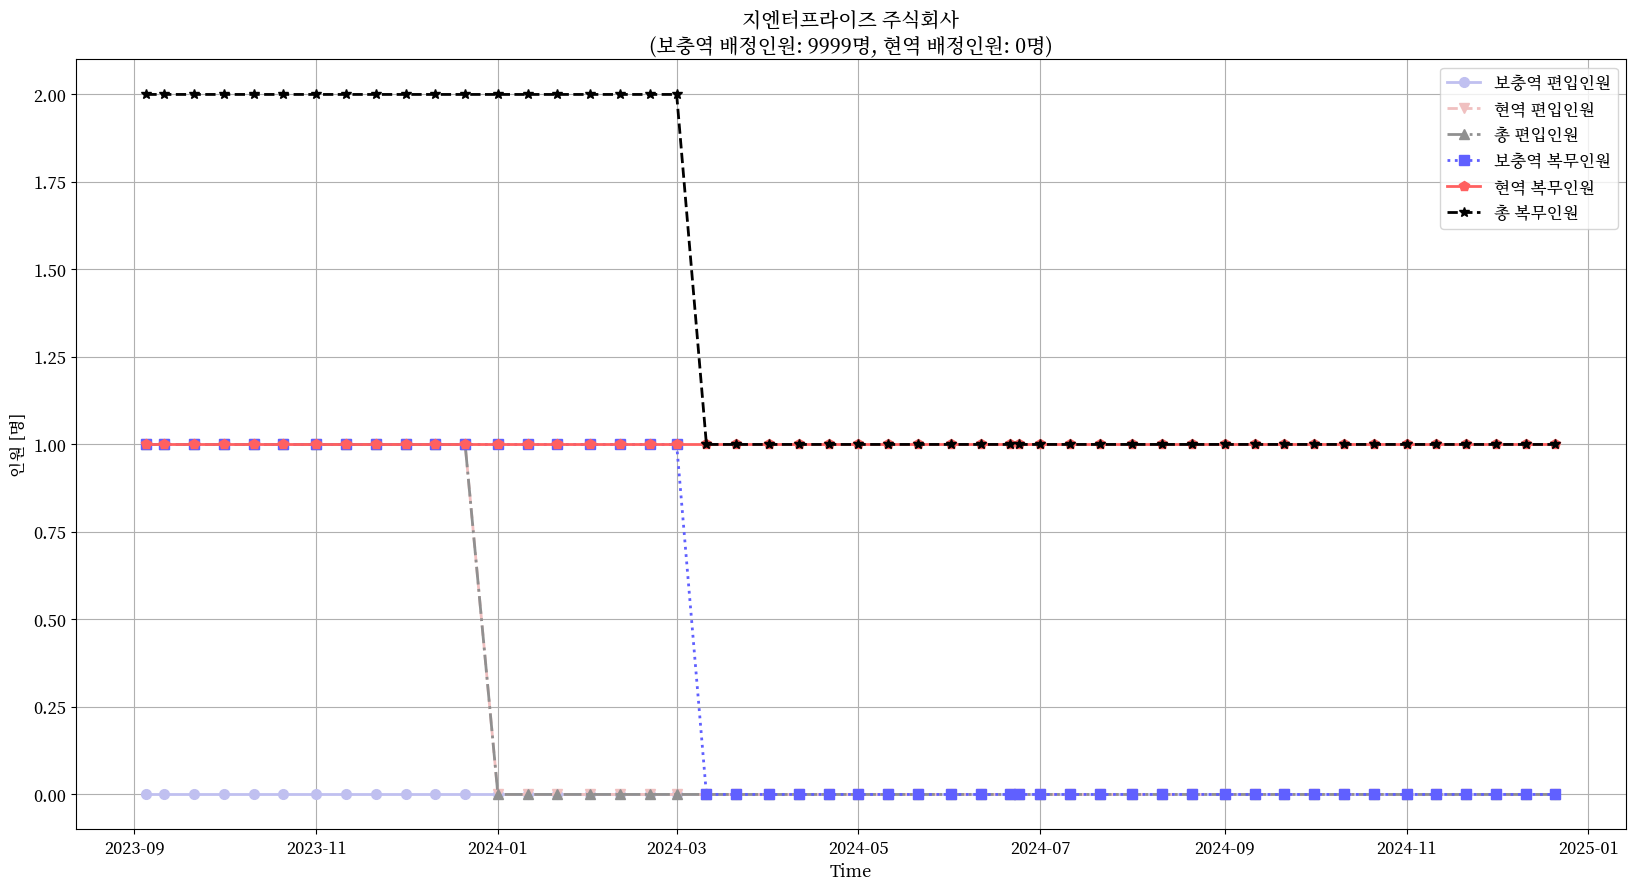 지엔터프라이즈 주식회사
(보충역 배정인원: 9999명, 현역 배정인원: 0명)
보충역 편입인원
현역 편입인원
총 편입인원
보충역 복무인원
현역 복무인원
총 복무인원
인원 [명]
2.00
1.75
1.50
1.25
1.00
0.75
0.50
0.25
0.00
2023-09 2023-11 2024-01 2024-03 2024-05 2024-07 2024-09 2024-11 2025-01
Time